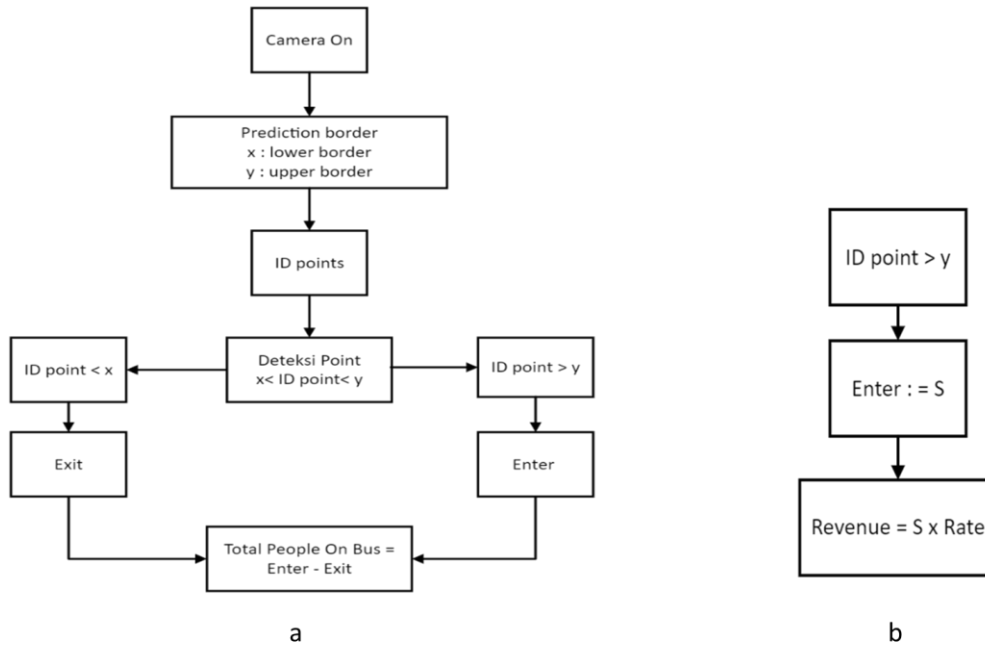 Camera On
Prediction border
x : lower border
y : upper border
ID points
ID point < x
Deteksi Point
x< ID point< y
ID point > y
Exit
Enter
Total People On Bus =
Enter - Exit
a
ID point > y
Enter : = S
Revenue = S x Rate
b